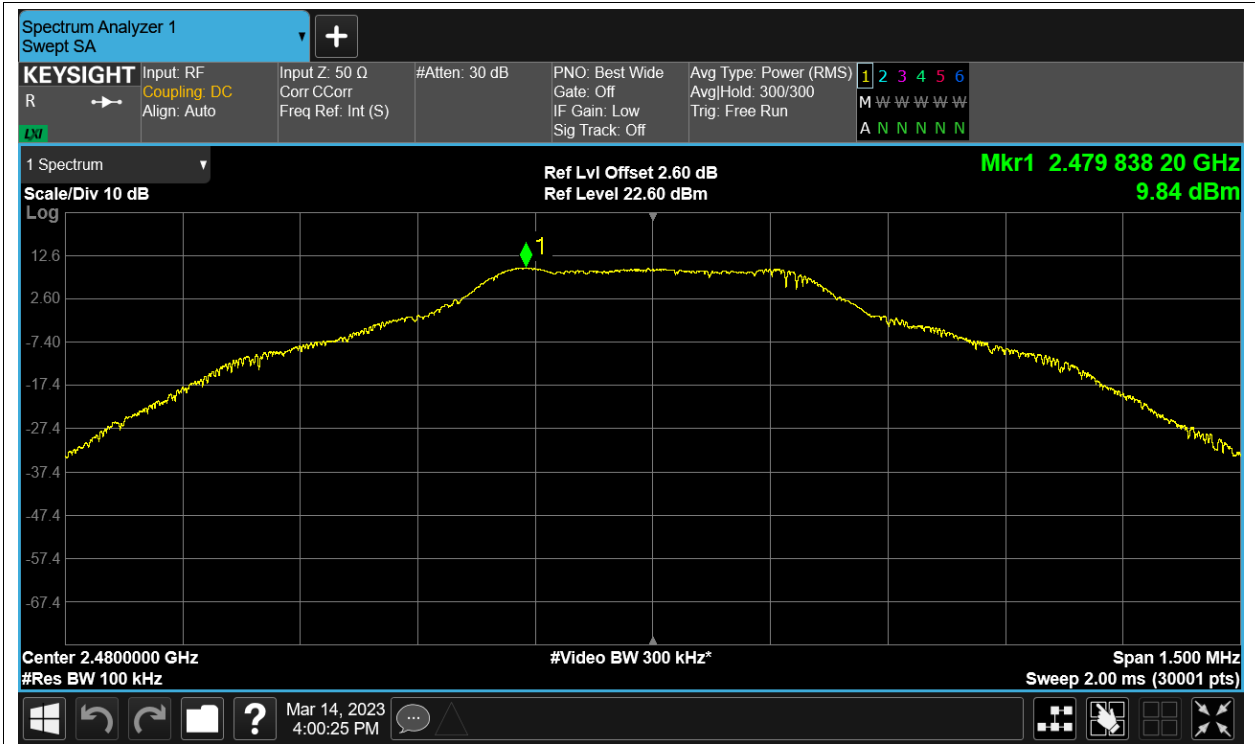 Spectrum Analyzer 1
Swept SA
KEYSIGHT
R
LXI
Input: RF
Coupling: DC
Align: Auto
Input Z: 50 Ω
Corr CCorr
Freq Ref: Int (S)
#Atten: 30 dB
PNO: Best Wide
Gate: Off
IF Gain: Low
Sig Track: Off
Avg Type: Power (RMS)
Avg|Hold: 300/300
Trig: Free Run
1 2 3 4 5 6
M W W W W W
A N N N N N
1 Spectrum
Scale/Div 10 dB
Log
Ref Lvl Offset 2.60 dB
Ref Level 22.60 dBm
Mkr1 2.479 838 20 GHz
9.84 dBm
1
12.6
2.60
-7.40
-17.4
-27.4
-37.4
-47.4
-57.4
-67.4
Center 2.4800000 GHz
#Res BW 100 kHz
#Video BW 300 kHz*
Span 1.500 MHz
Sweep 2.00 ms (30001 pts)
?
Mar 14, 2023
4:00:25 PM